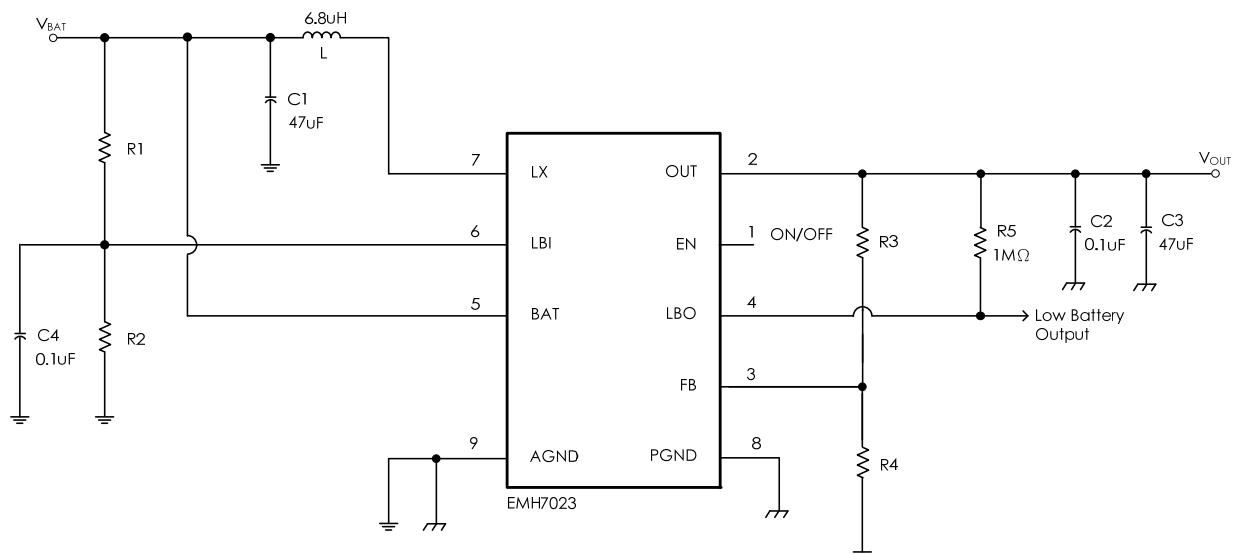 V_BAT
6.8uH
L
C1
47uF
R1
7
LX
OUT
2
V_OUT
6
LBI
EN
1
ON/OFF
R3
R5
1MΩ
C2
0.1uF
C3
47uF
5
BAT
LBO
4
Low Battery
Output
C4
0.1uF
R2
FB
3
9
AGND
PGND
8
R4
EMH7023